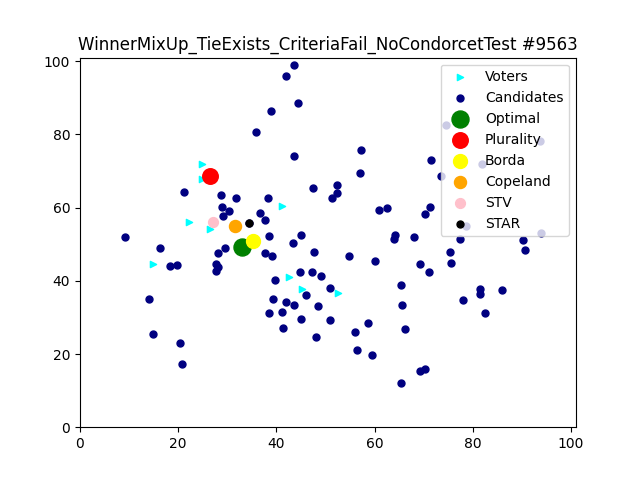 WinnerMixUp_TieExists_CriteriaFail_NoCondorcetTest #9563
100
80
60
40
20
0
0 20 40 60 80 100
Voters
Candidates
Optimal
Plurality
Borda
Copeland
STV
STAR